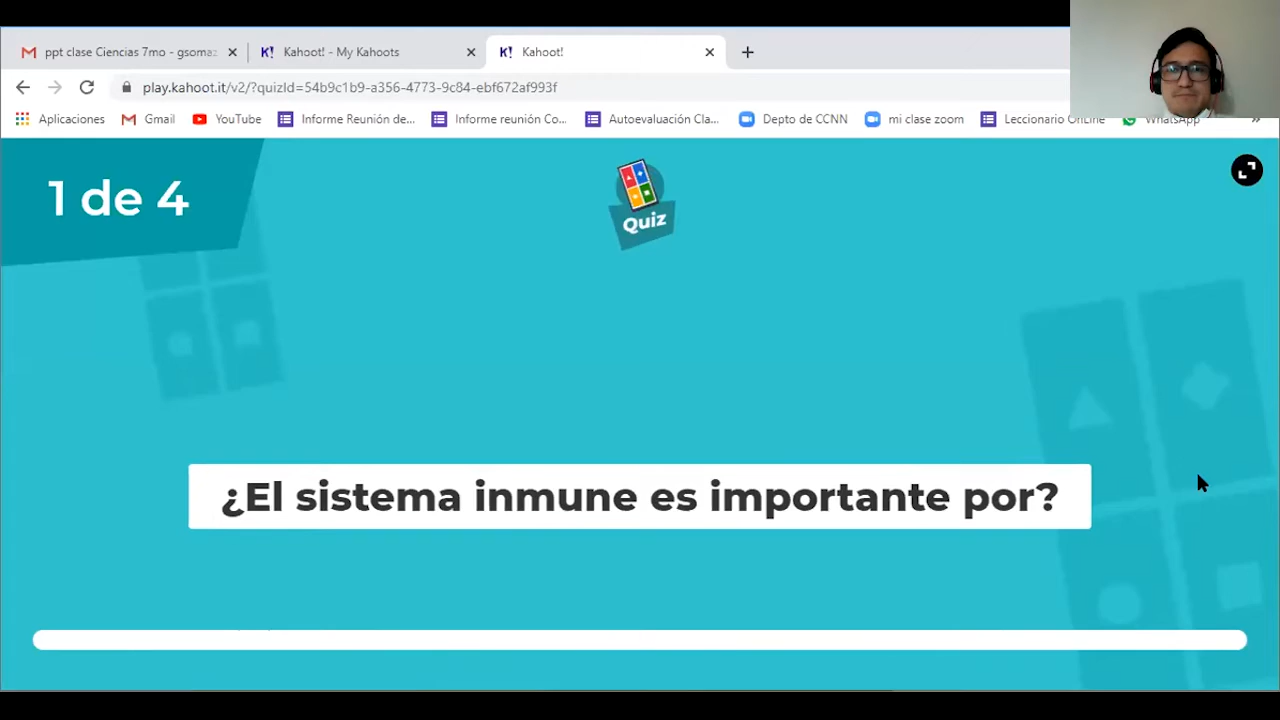 ppt clase Ciencias 7mo - gsoma
Kahoot! - My Kahoots
Kahoot!
play.kahoot.it/v2/?quizId=54b9c1b9-a356-4773-9c84-ebf672af993f
Aplicaciones
Gmail
YouTube
Informe Reunión de...
Informe reunión Co...
Autoevaluación Cla...
Depto de CCNN
mi clase zoom
Leccionario OnLine
WhatsApp
»
1 de 4
Quiz
¿El sistema inmune es importante por?